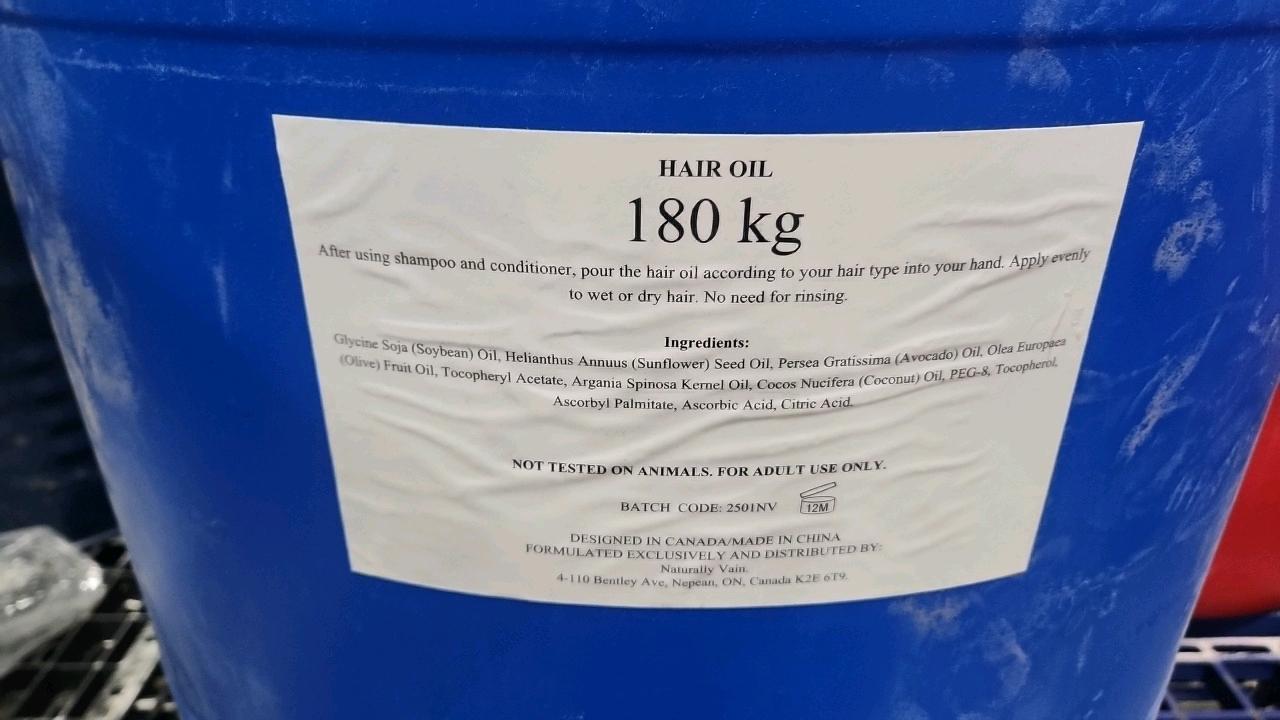 HAIR OIL
180 kg
After using shampoo and conditioner, pour the hair oil according to your hair type into your hand. Apply evenly
to wet or dry hair. No need for rinsing.
Ingredients:
Glycine Soja (Soybean) Oil, Helianthus Annuus (Sunflower) Seed Oil, Persea Gratissima (Avocado) Oil, Olea Europaea
(Olive) Fruit Oil, Tocopheryl Acetate, Argania Spinosa Kernel Oil, Cocos Nucifera (Coconut) Oil, PEG-8, Tocopherol,
Ascorbyl Palmitate, Ascorbic Acid, Citric Acid.
NOT TESTED ON ANIMALS. FOR ADULT USE ONLY.
BATCH CODE: 2501NV 12M
DESIGNED IN CANADA/MADE IN CHINA
FORMULATED EXCLUSIVELY AND DISTRIBUTED BY:
Naturally Vain.
4-110 Bentley Ave, Nepean, ON, Canada K2E 6T9.